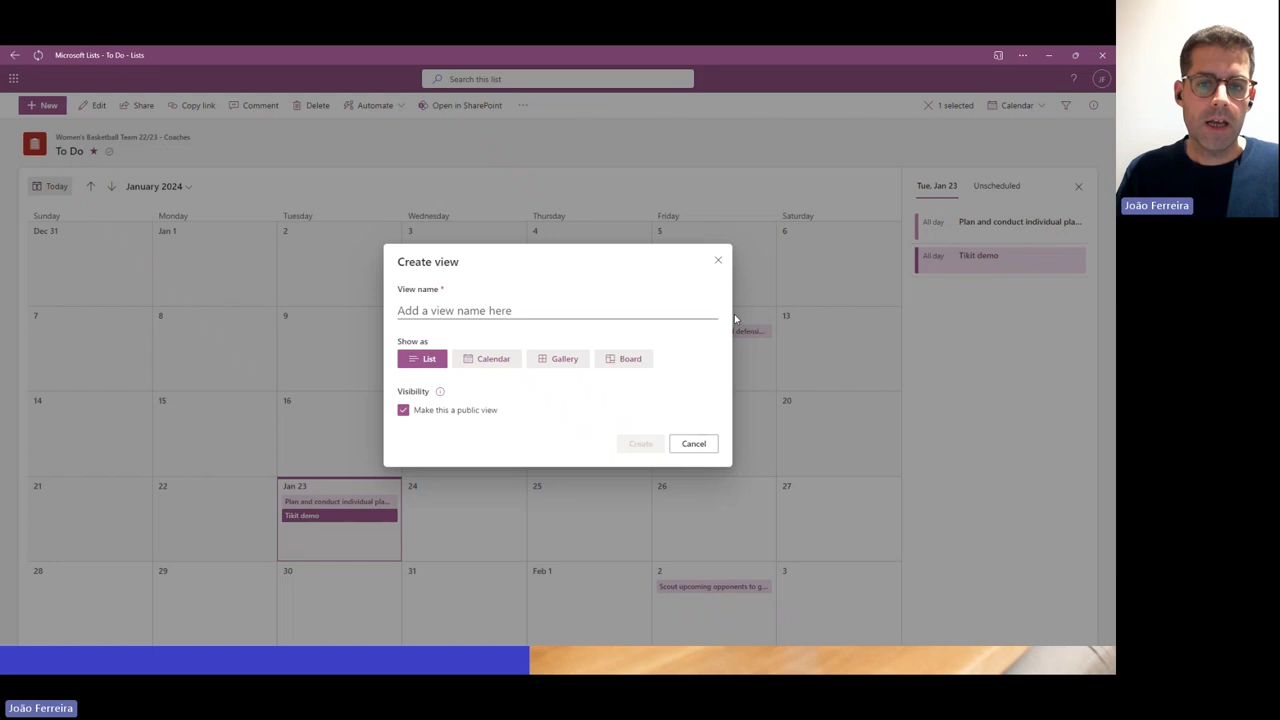 Microsoft Lists - To Do - Lists
Search this list
?
JF
New
Edit
Share
Copy link
Comment
Delete
Automate
Open in SharePoint
...
1 selected
Calendar
Women's Basketball Team 22/23 - Coaches
To Do
Today
January 2024
Tue, Jan 23
Unscheduled
Sunday
Monday
Tuesday
Wednesday
Thursday
Friday
Saturday
Dec 31
Jan 1
2
3
4
5
6
All day
Plan and conduct individual pla...
All day
Tikit demo
7
8
9
13
defensi...
14
15
16
20
Create view
View name *
Add a view name here
Show as
List
Calendar
Gallery
Board
Visibility
Make this a public view
Create
Cancel
21
22
Jan 23
24
25
26
27
Plan and conduct individual pla...
Tikit demo
28
29
30
31
Feb 1
2
3
Scout upcoming opponents to g...
João Ferreira
João Ferreira